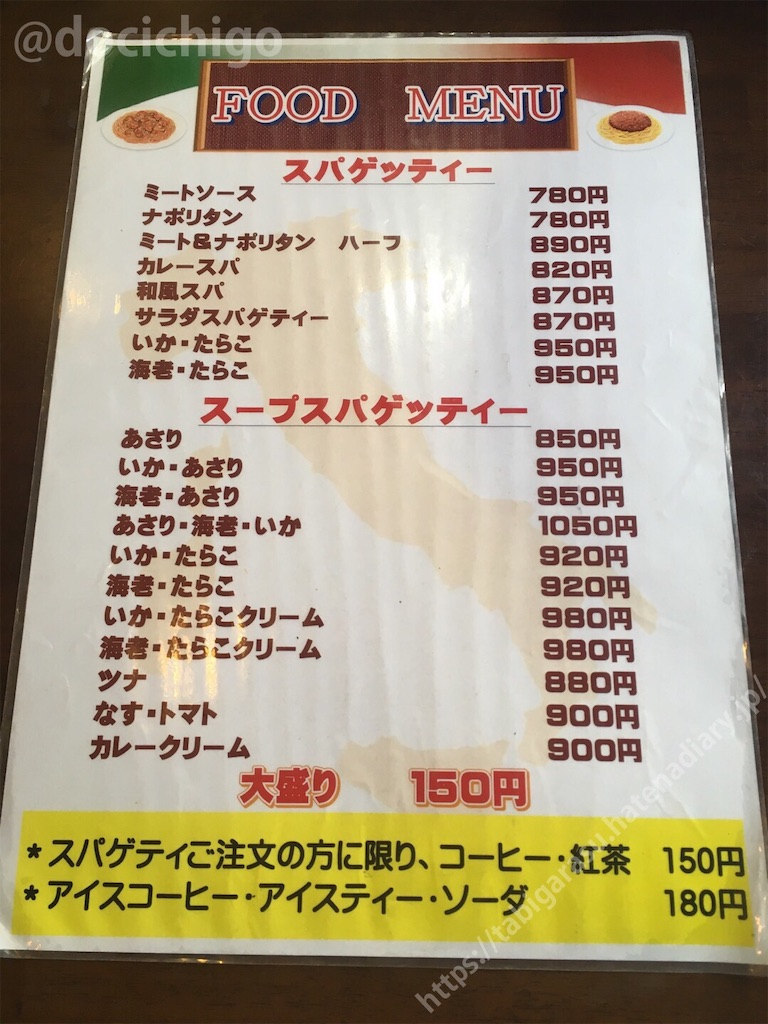 @docichigo
FOOD MENU
スパゲッティー
ミートソース 780円
ナポリタン 780円
ミート&ナポリタン ハーフ 890円
カレースパ 820円
和風スパ 870円
サラダスパゲティー 870円
いか・たらこ 950円
海老・たらこ 950円
スープスパゲッティー
あさり 850円
いか・あさり 950円
海老・あさり 950円
あさり・海老・いか 1050円
いか・たらこ 920円
海老・たらこ 920円
いか・たらこクリーム 980円
海老・たらこクリーム 980円
ツナ 880円
なす・トマト 900円
カレークリーム 900円
大盛り 150円
*スパゲティご注文の方に限り、コーヒー・紅茶 150円
*アイスコーヒー・アイスティー・ソーダ 180円